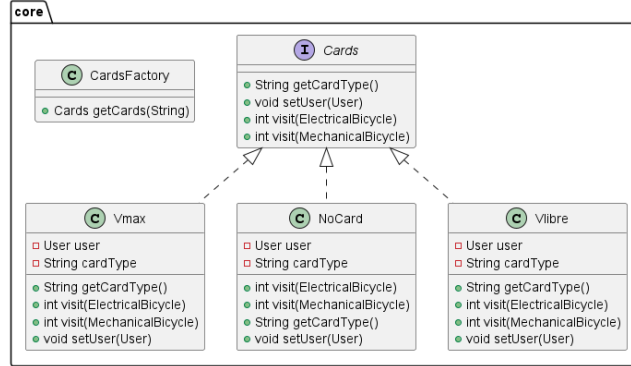 core
C CardsFactory
Cards getCards(String)
I Cards
String getCardType()
void setUser(User)
int visit(ElectricalBicycle)
int visit(MechanicalBicycle)
C Vmax
User user
String cardType
String getCardType()
int visit(ElectricalBicycle)
int visit(MechanicalBicycle)
void setUser(User)
C NoCard
User user
String cardType
int visit(ElectricalBicycle)
int visit(MechanicalBicycle)
String getCardType()
void setUser(User)
C Vlibre
User user
String cardType
String getCardType()
int visit(ElectricalBicycle)
int visit(MechanicalBicycle)
void setUser(User)